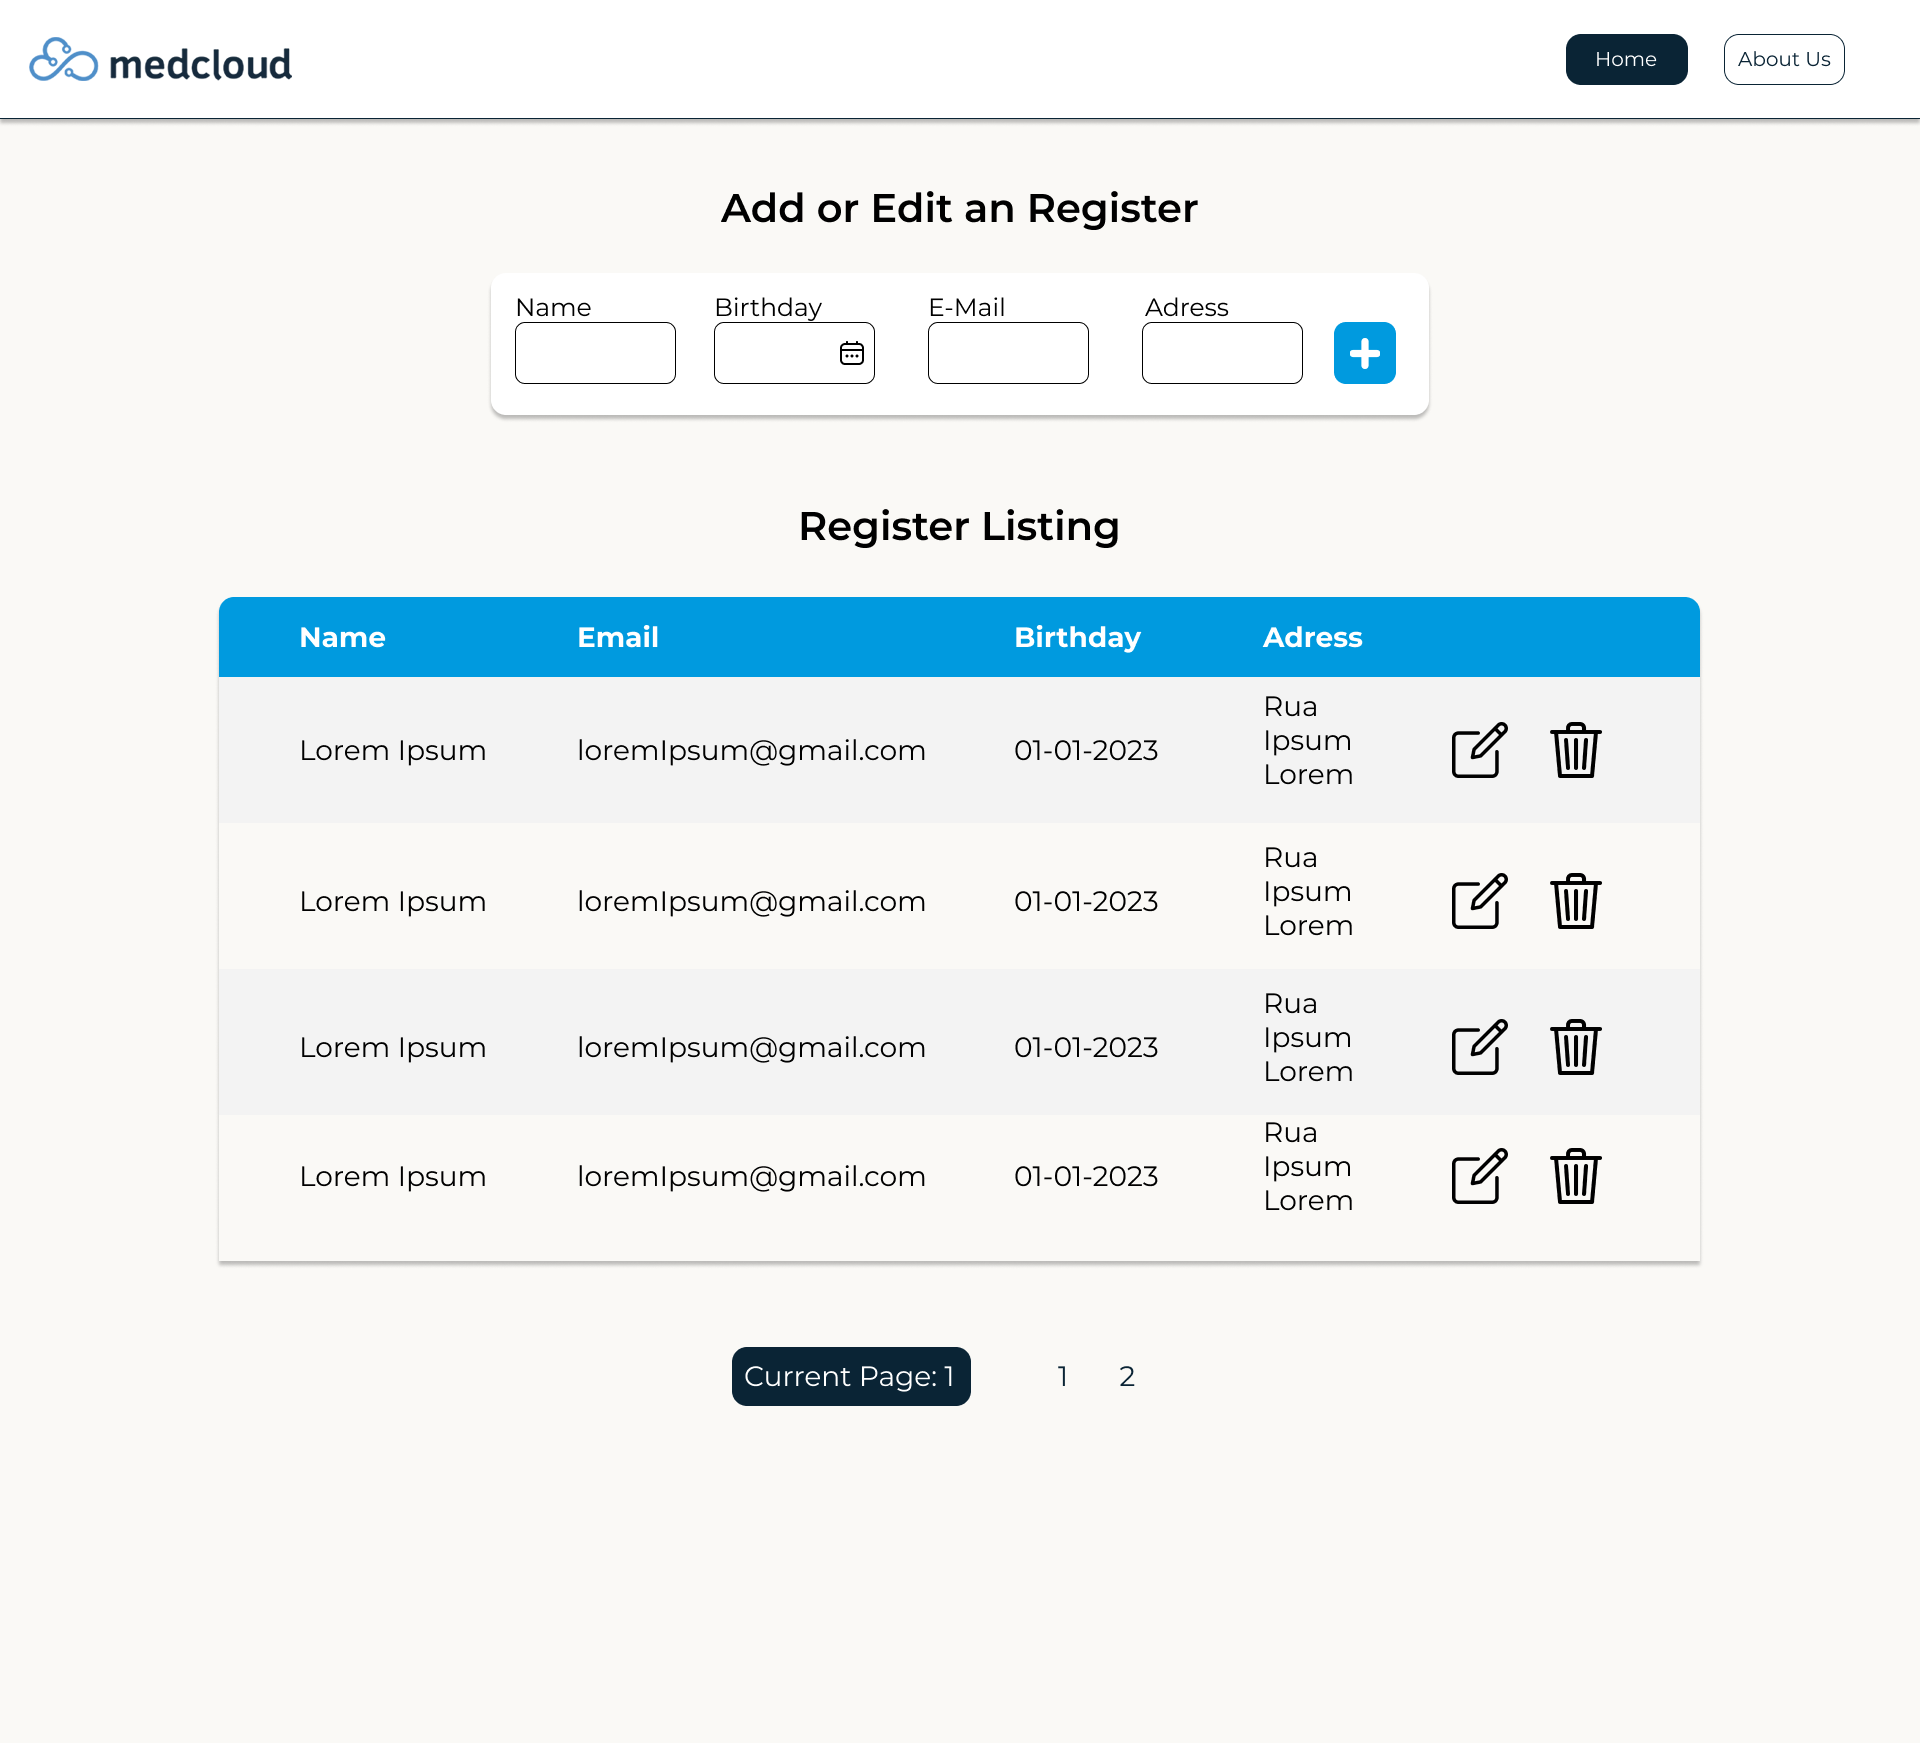 medcloud
Home About Us
Add or Edit an Register
Name Birthday E-Mail Adress
Register Listing
Name Email Birthday Adress
Lorem Ipsum loremIpsum@gmail.com 01-01-2023 Rua
Ipsum
Lorem
Lorem Ipsum loremIpsum@gmail.com 01-01-2023 Rua
Ipsum
Lorem
Lorem Ipsum loremIpsum@gmail.com 01-01-2023 Rua
Ipsum
Lorem
Lorem Ipsum loremIpsum@gmail.com 01-01-2023 Rua
Ipsum
Lorem
Current Page: 1 1 2